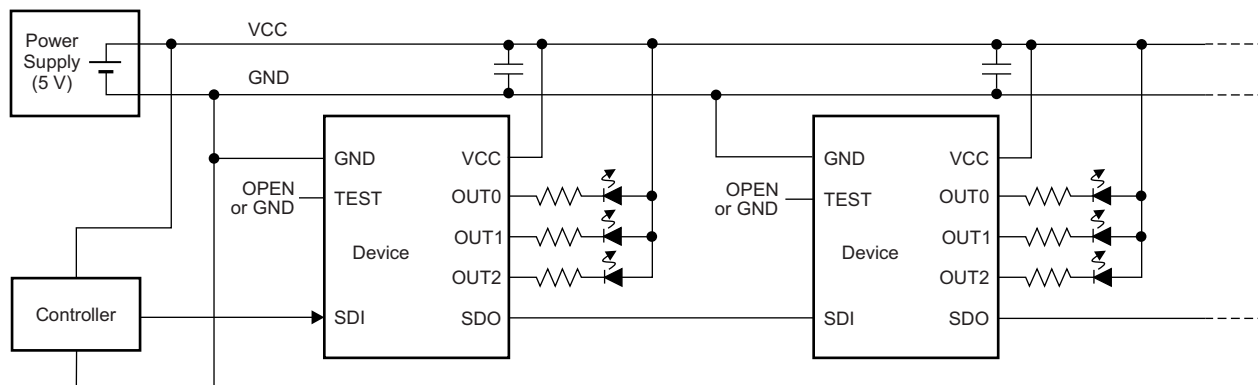 Power
Supply
(5 V)
VCC
GND
GND
TEST
Device
SDI
VCC
OUT0
OUT1
OUT2
SDO
OPEN
or GND
Controller
GND
TEST
Device
SDI
VCC
OUT0
OUT1
OUT2
SDO
OPEN
or GND